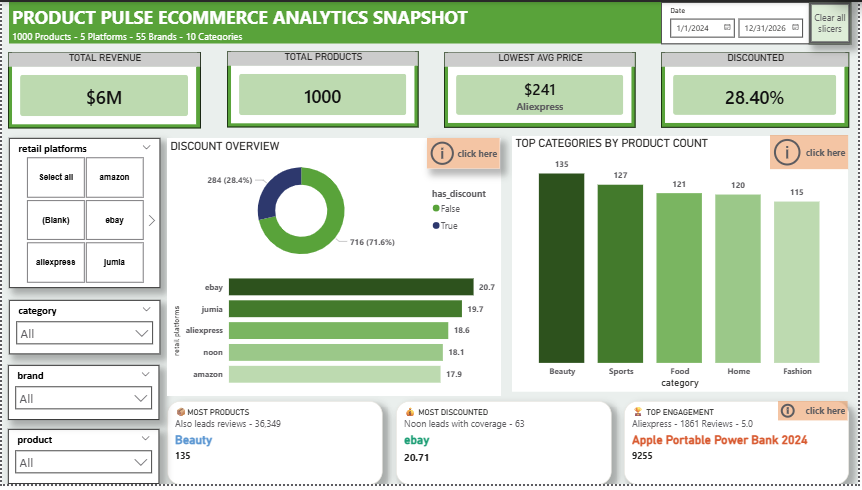 PRODUCT PULSE ECOMMERCE ANALYTICS SNAPSHOT
1000 Products - 5 Platforms - 55 Brands - 10 Categories
Date
1/1/2024
12/31/2026
Clear all
slicers
TOTAL REVENUE
$6M
TOTAL PRODUCTS
1000
LOWEST AVG PRICE
$241
Aliexpress
DISCOUNTED
28.40%
retail platforms
Select all
amazon
(Blank)
ebay
aliexpress
jumia
category
All
brand
All
product
All
DISCOUNT OVERVIEW
click here
284 (28.4%)
716 (71.6%)
has_discount
False
True
retail platforms
ebay 20.7
jumia 19.7
aliexpress 18.6
noon 18.1
amazon 17.9
TOP CATEGORIES BY PRODUCT COUNT
click here
135 127 121 120 115
Beauty Sports Food Home Fashion
category
MOST PRODUCTS
Also leads reviews - 36,349
Beauty
135
MOST DISCOUNTED
Noon leads with coverage - 63
ebay
20.71
TOP ENGAGEMENT
click here
Aliexpress - 1861 Reviews - 5.0
Apple Portable Power Bank 2024
9255